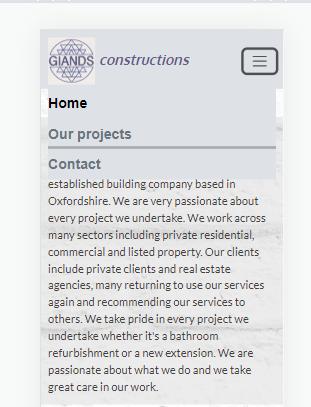 GIANDS constructions
Home
Our projects
Contact
established building company based in
Oxfordshire. We are very passionate about
every project we undertake. We work across
many sectors including private residential,
commercial and listed property. Our clients
include private clients and real estate
agencies, many returning to use our services
again and recommending our services to
others. We take pride in every project we
undertake whether it's a bathroom
refurbishment or a new extension. We are
passionate about what we do and we take
great care in our work.